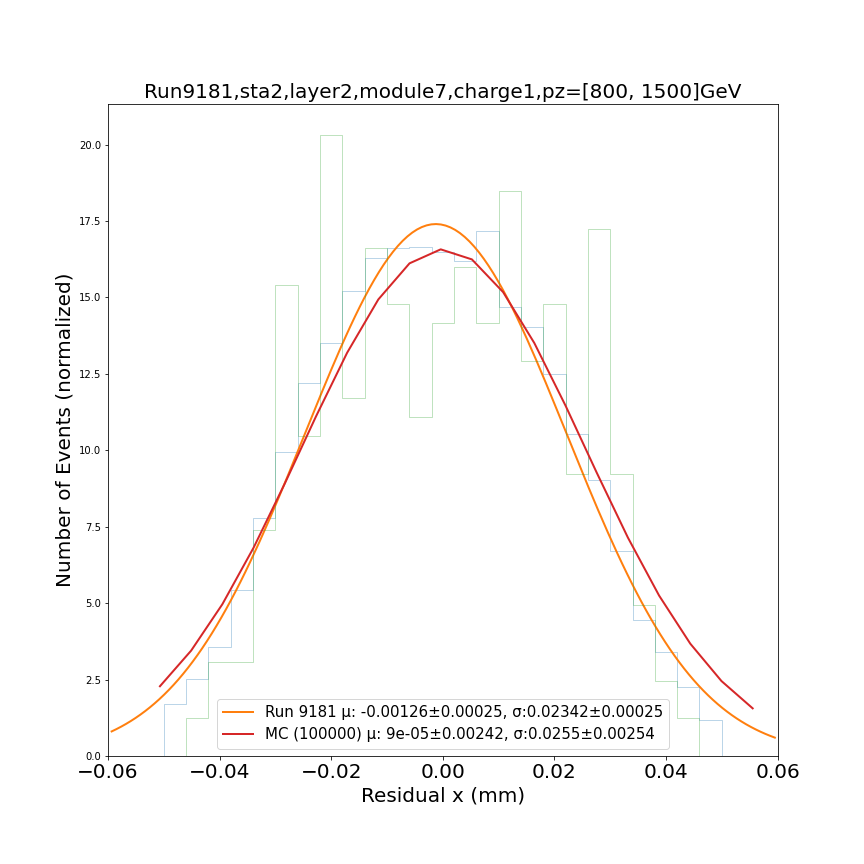 Run9181,sta2,layer2,module7,charge1,pz=[800, 1500]GeV
20.0
17.5
15.0
12.5
10.0
7.5
5.0
2.5
0.0
Number of Events (normalized)
Run 9181 μ: -0.00126±0.00025, σ:0.02342±0.00025
MC (100000) μ: 9e-05±0.00242, σ:0.0255±0.00254
−0.06 −0.04 −0.02 0.00 0.02 0.04 0.06
Residual x (mm)